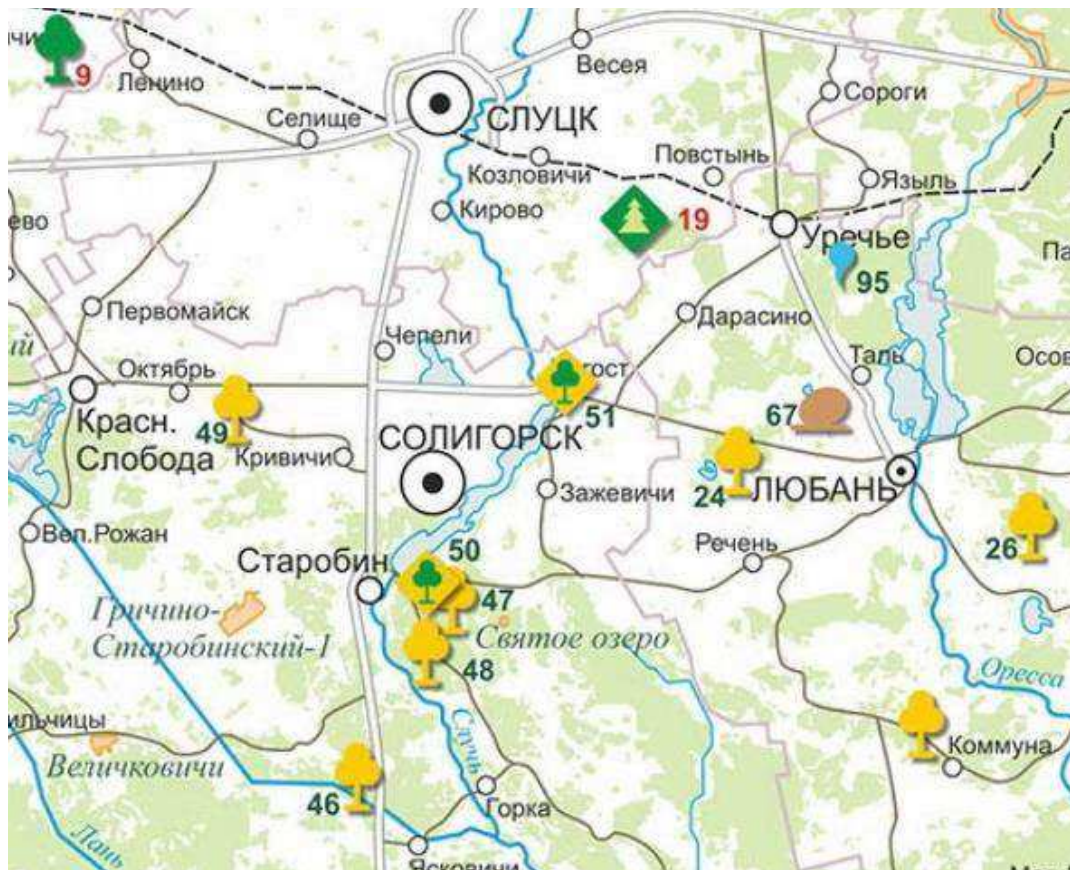 9
Ленино
Весея
Сороги
Селище
СЛУЦК
Козловичи
Повстынь
Языль
Кирово
19
Уречье
95
Первомайск
Дарасино
Черели
Октябрь
Таль
51
67
49
Красн.
Слобода
СОЛИГОРСК
Кривичи
Зажевичи
24
ЛЮБАНЬ
Вел.Рожан
Речень
26
50
Старобин
47
Гричино-
Старобинский-1
Святое озеро
48
Оресса
Случь
Коммуна
Величковичи
46
Горка
Лань
Ясковичи